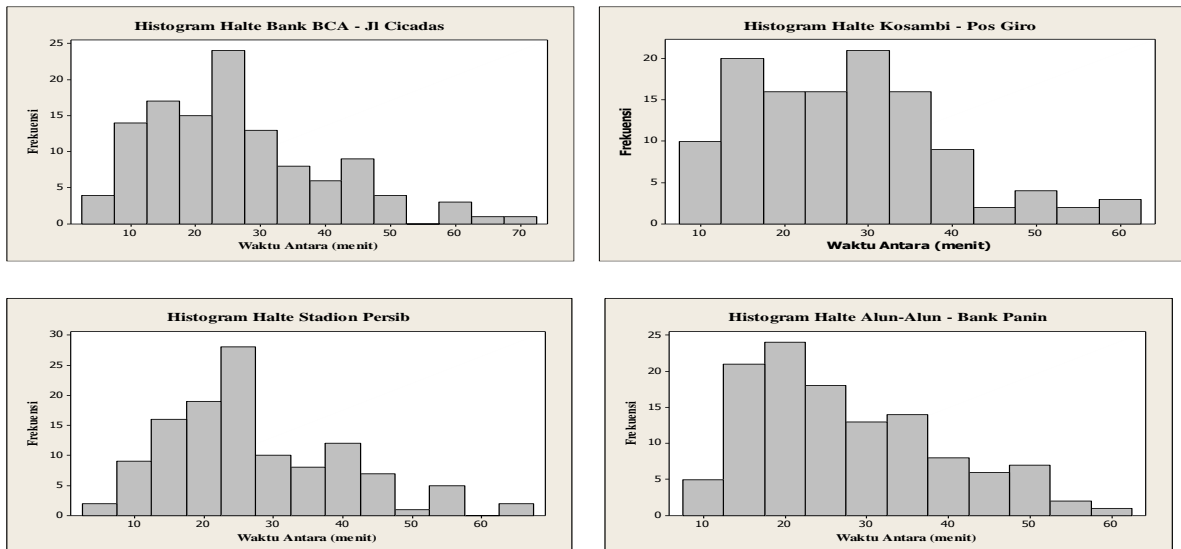 Histogram Halte Bank BCA - Jl Cicadas
25
20
15
10
5
0
Frekuensi
10 20 30 40 50 60 70
Waktu Antara (menit)
Histogram Halte Kosambi - Pos Giro
20
15
10
5
0
Frekuensi
10 20 30 40 50 60
Waktu Antara (menit)
Histogram Halte Stadion Persib
30
25
20
15
10
5
0
Frekuensi
10 20 30 40 50 60
Waktu Antara (menit)
Histogram Halte Alun-Alun - Bank Panin
25
20
15
10
5
0
Frekuensi
10 20 30 40 50 60
Waktu Antara (menit)